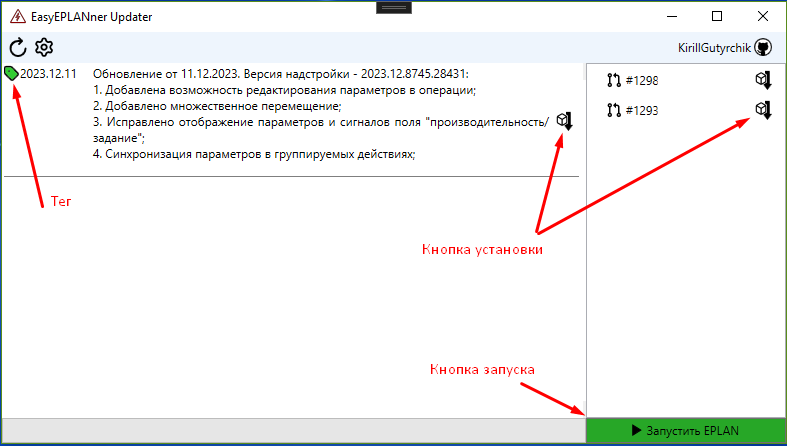 EasyEPLANner Updater
KirillGutyrchik
2023.12.11
Обновление от 11.12.2023. Версия надстройки - 2023.12.8745.28431:
1. Добавлена возможность редактирования параметров в операции;
2. Добавлено множественное перемещение;
3. Исправлено отображение параметров и сигналов поля "производительность/
задание";
4. Синхронизация параметров в группируемых действиях;
#1298
#1293
Тег
Кнопка установки
Кнопка запуска
Запустить EPLAN